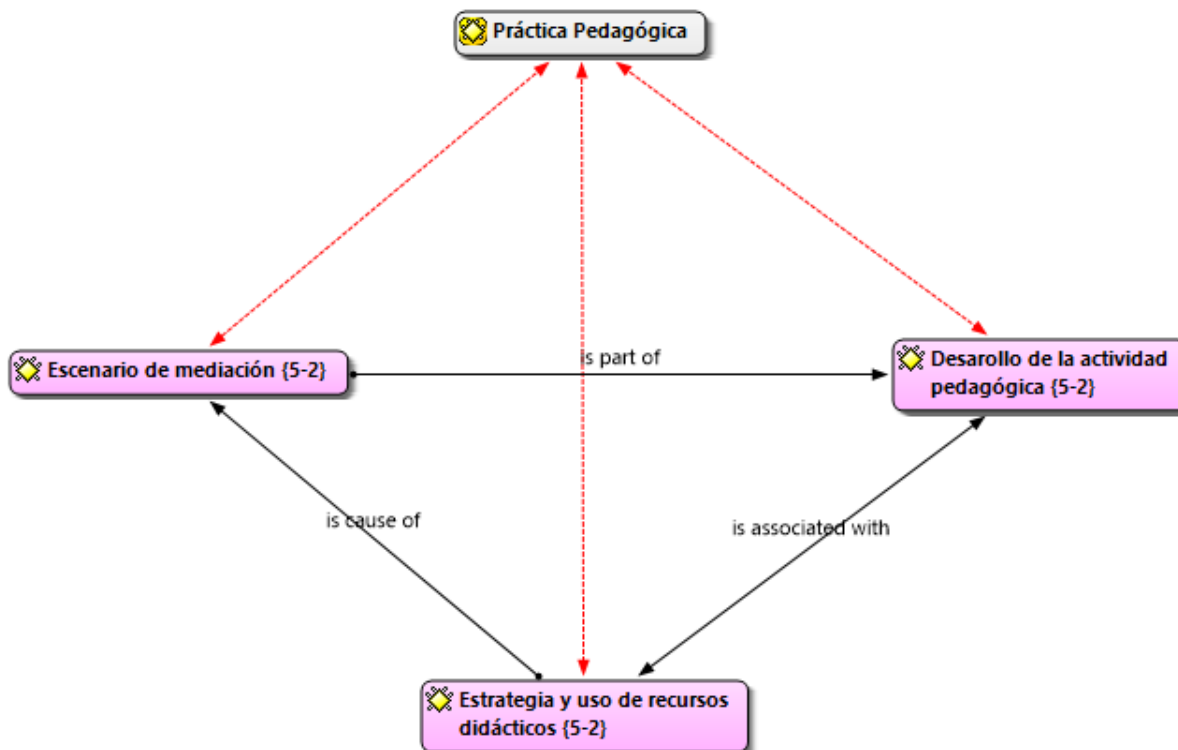 Práctica Pedagógica
Escenario de mediación {5-2}
is part of
Desarollo de la actividad
pedagógica {5-2}
is cause of
is associated with
Estrategia y uso de recursos
didácticos {5-2}